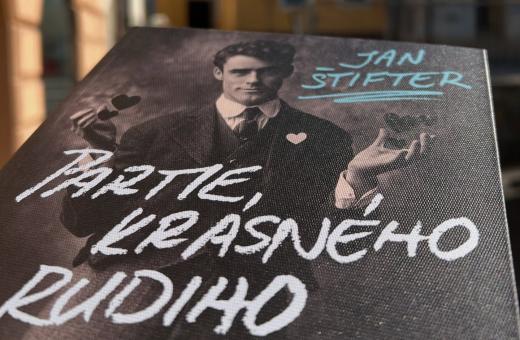 JAN
ŠTIFTER
PARTIE,
KRÁSNÉHO
RUDIHO